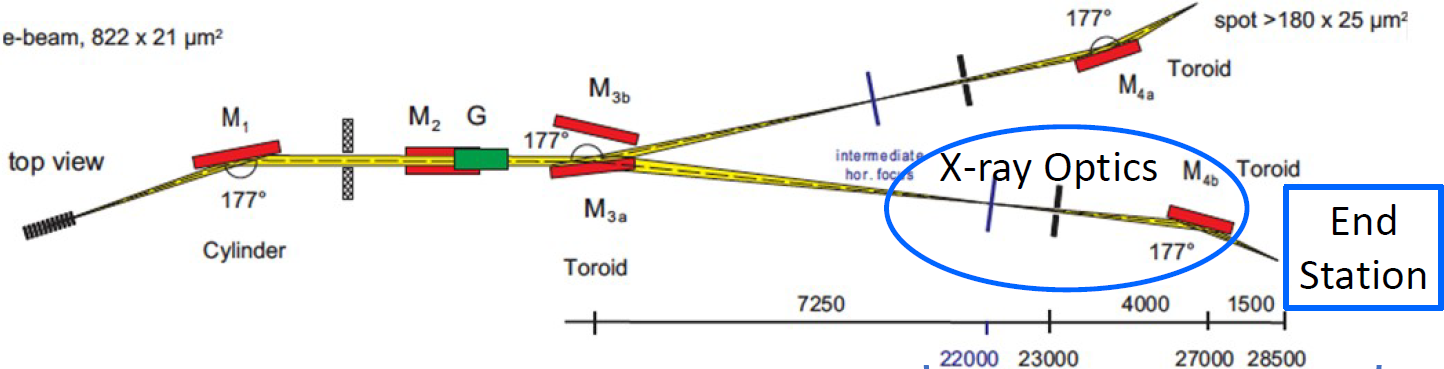 e-beam, 822 x 21 µm²
177°
spot >180 x 25 µm²
Toroid
M4a
M3b
M1
M2
G
177°
top view
177°
Cylinder
M3a
Toroid
intermediate
hor. focus
X-ray Optics
M4b
Toroid
177°
End
Station
7250
4000
1500
22000
23000
27000
28500